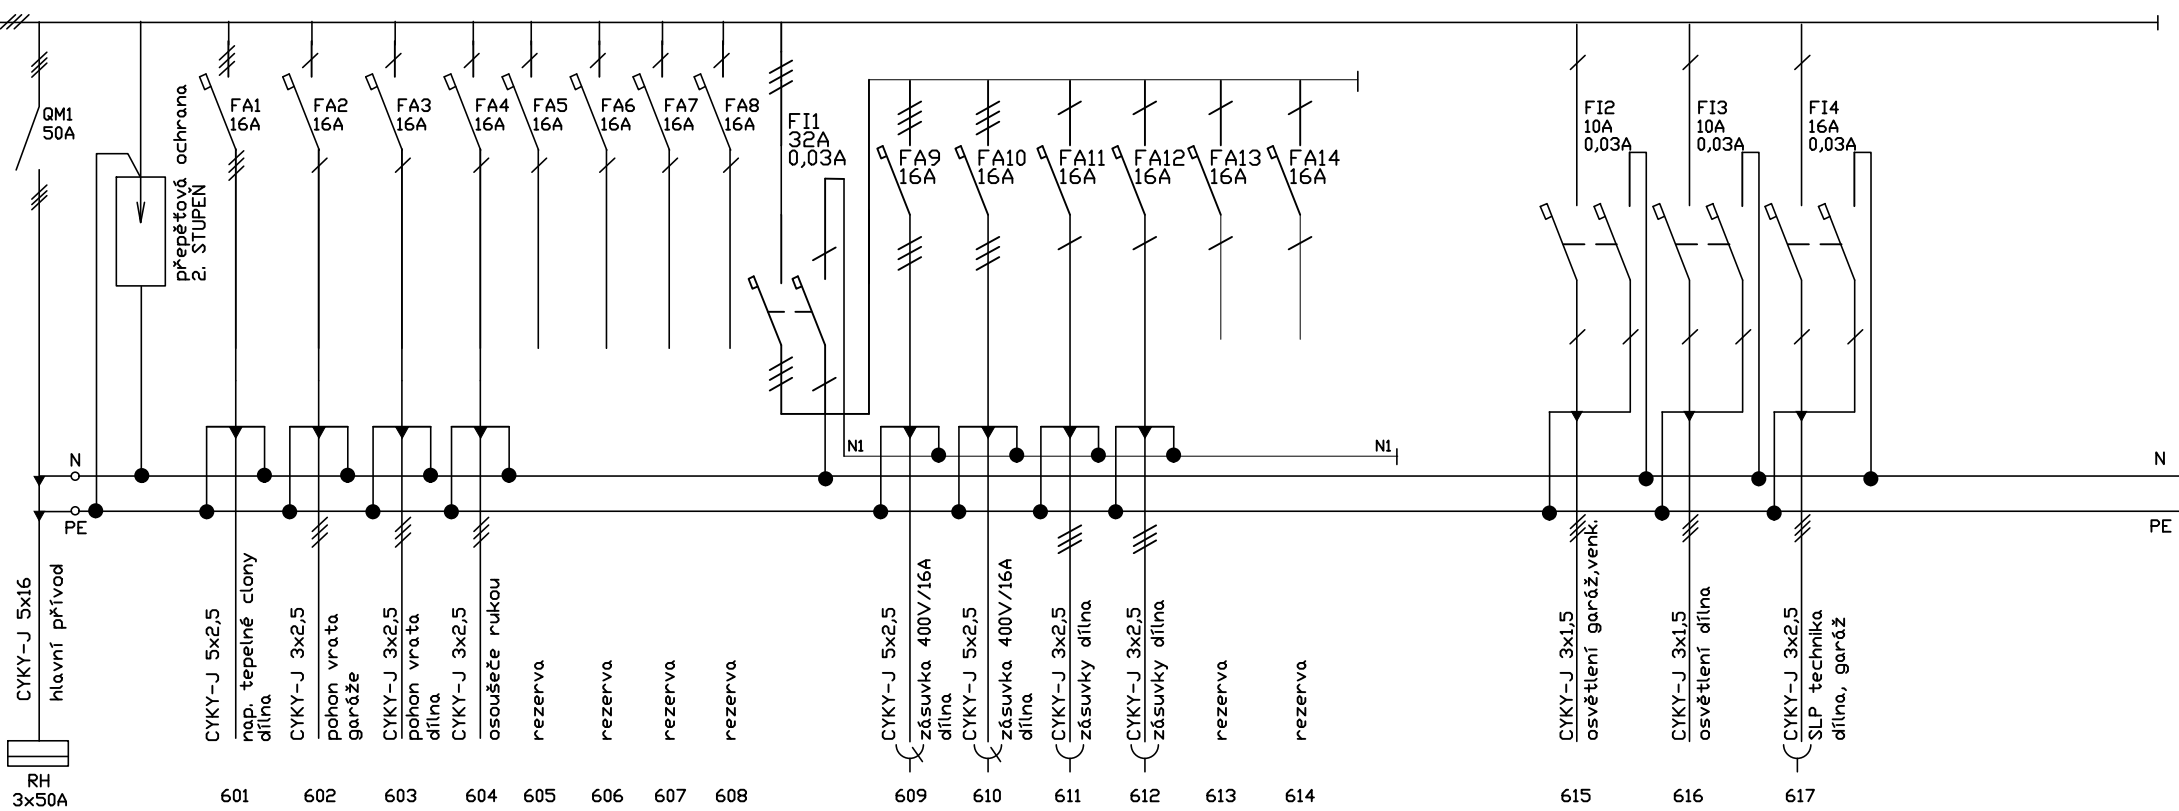 QM1
50A
přepěťová ochrana
2. STUPEŇ
FA1
16A
FA2
16A
FA3
16A
FA4
16A
FA5
16A
FA6
16A
FA7
16A
FA8
16A
FI1
32A
0,03A
FA9
16A
FA10
16A
FA11
16A
FA12
16A
FA13
16A
FA14
16A
FI2
10A
0,03A
FI3
10A
0,03A
FI4
16A
0,03A
N1
N1
N
N
PE
PE
CYKY-J 5x16
hlavní přívod
CYKY-J 5x2,5
nap. tepelné clony
dílna
CYKY-J 3x2,5
pohon vrata
garáže
CYKY-J 3x2,5
pohon vrata
dílna
CYKY-J 3x2,5
osoušeče rukou
rezerva
rezerva
rezerva
rezerva
CYKY-J 5x2,5
zásuvka 400V/16A
dílna
CYKY-J 5x2,5
zásuvka 400V/16A
dílna
CYKY-J 3x2,5
zásuvky dílna
CYKY-J 3x2,5
zásuvky dílna
rezerva
rezerva
CYKY-J 3x1,5
osvětlení garáž,venk.
CYKY-J 3x1,5
osvětlení dílna
CYKY-J 3x2,5
SLP technika
dílna, garáž
RH
3x50A
601
602
603
604
605
606
607
608
609
610
611
612
613
614
615
616
617